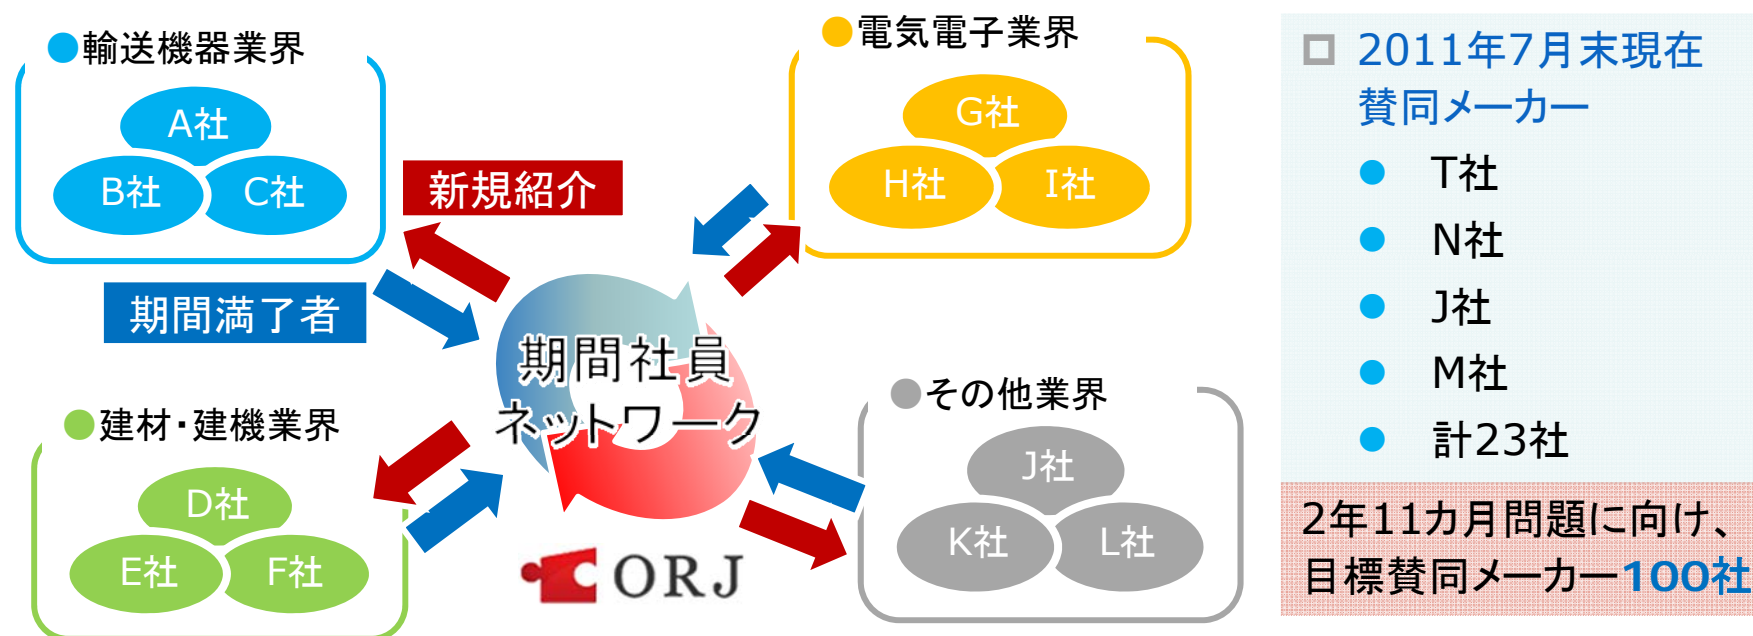 ●輸送機器業界
A社
B社
C社
●電気電子業界
G社
H社
I社
新規紹介
期間満了者
期間社員
ネットワーク
●建材・建機業界
D社
E社
F社
●その他業界
J社
K社
L社
ORJ
2011年7月末現在
賛同メーカー
T社
N社
J社
M社
計23社
2年11カ月問題に向け、
目標賛同メーカー100社